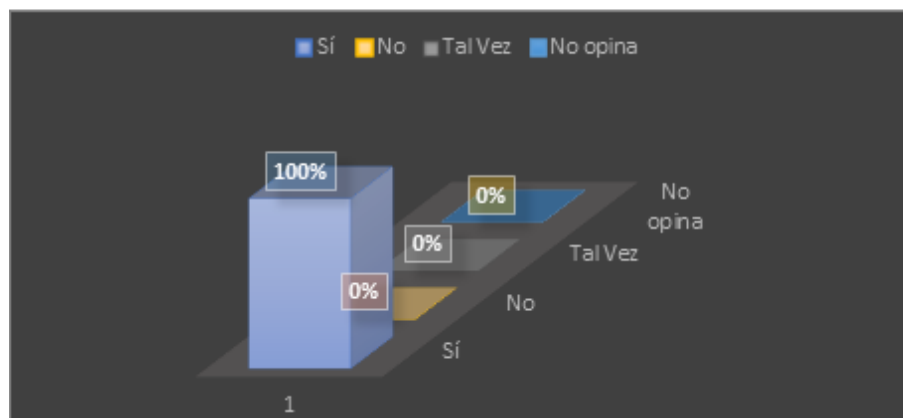 Sí No Tal Vez No opina
100%
0%
No
opina
0%
Tal Vez
0%
No
Sí
1